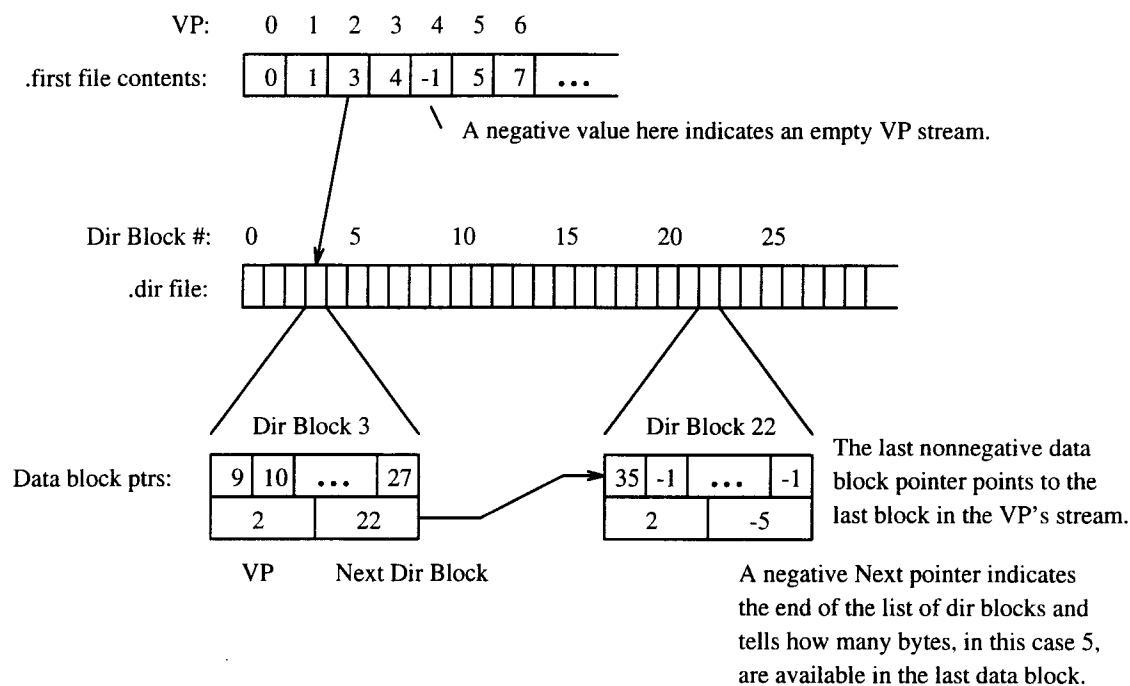 VP: 0 1 2 3 4 5 6
.first file contents: 0 1 3 4 -1 5 7 ...
A negative value here indicates an empty VP stream.
Dir Block #: 0 5 10 15 20 25
.dir file:
Dir Block 3
Dir Block 22
Data block ptrs: 9 10 ... 27
2 22
VP Next Dir Block
35 -1 ... -1
2 -5
The last nonnegative data
block pointer points to the
last block in the VP's stream.
A negative Next pointer indicates
the end of the list of dir blocks and
tells how many bytes, in this case 5,
are available in the last data block.